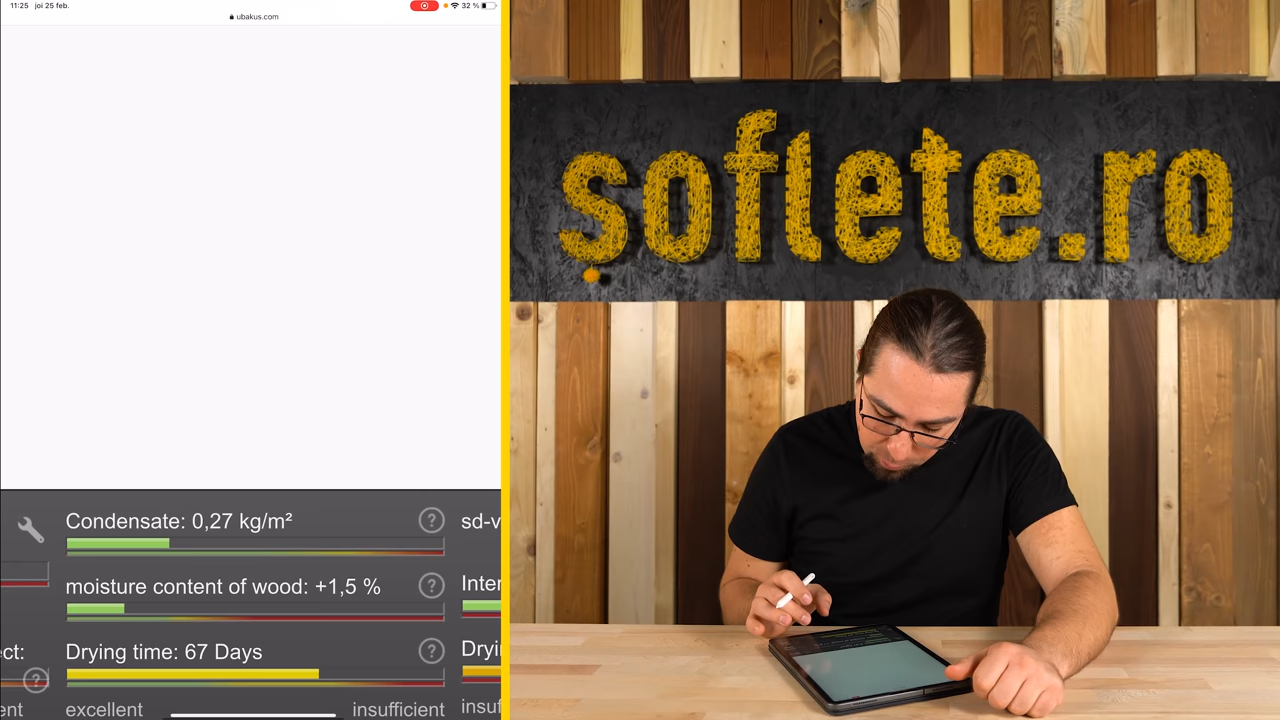 11:25 joi 25 feb.
32 %
ubakus.com
soflete.ro
Condensate: 0,27 kg/m²
?
sd-v
moisture content of wood: +1,5 %
?
Inter
ct:
Drying time: 67 Days
?
Dryi
?
ent
excellent
insufficient
insuf